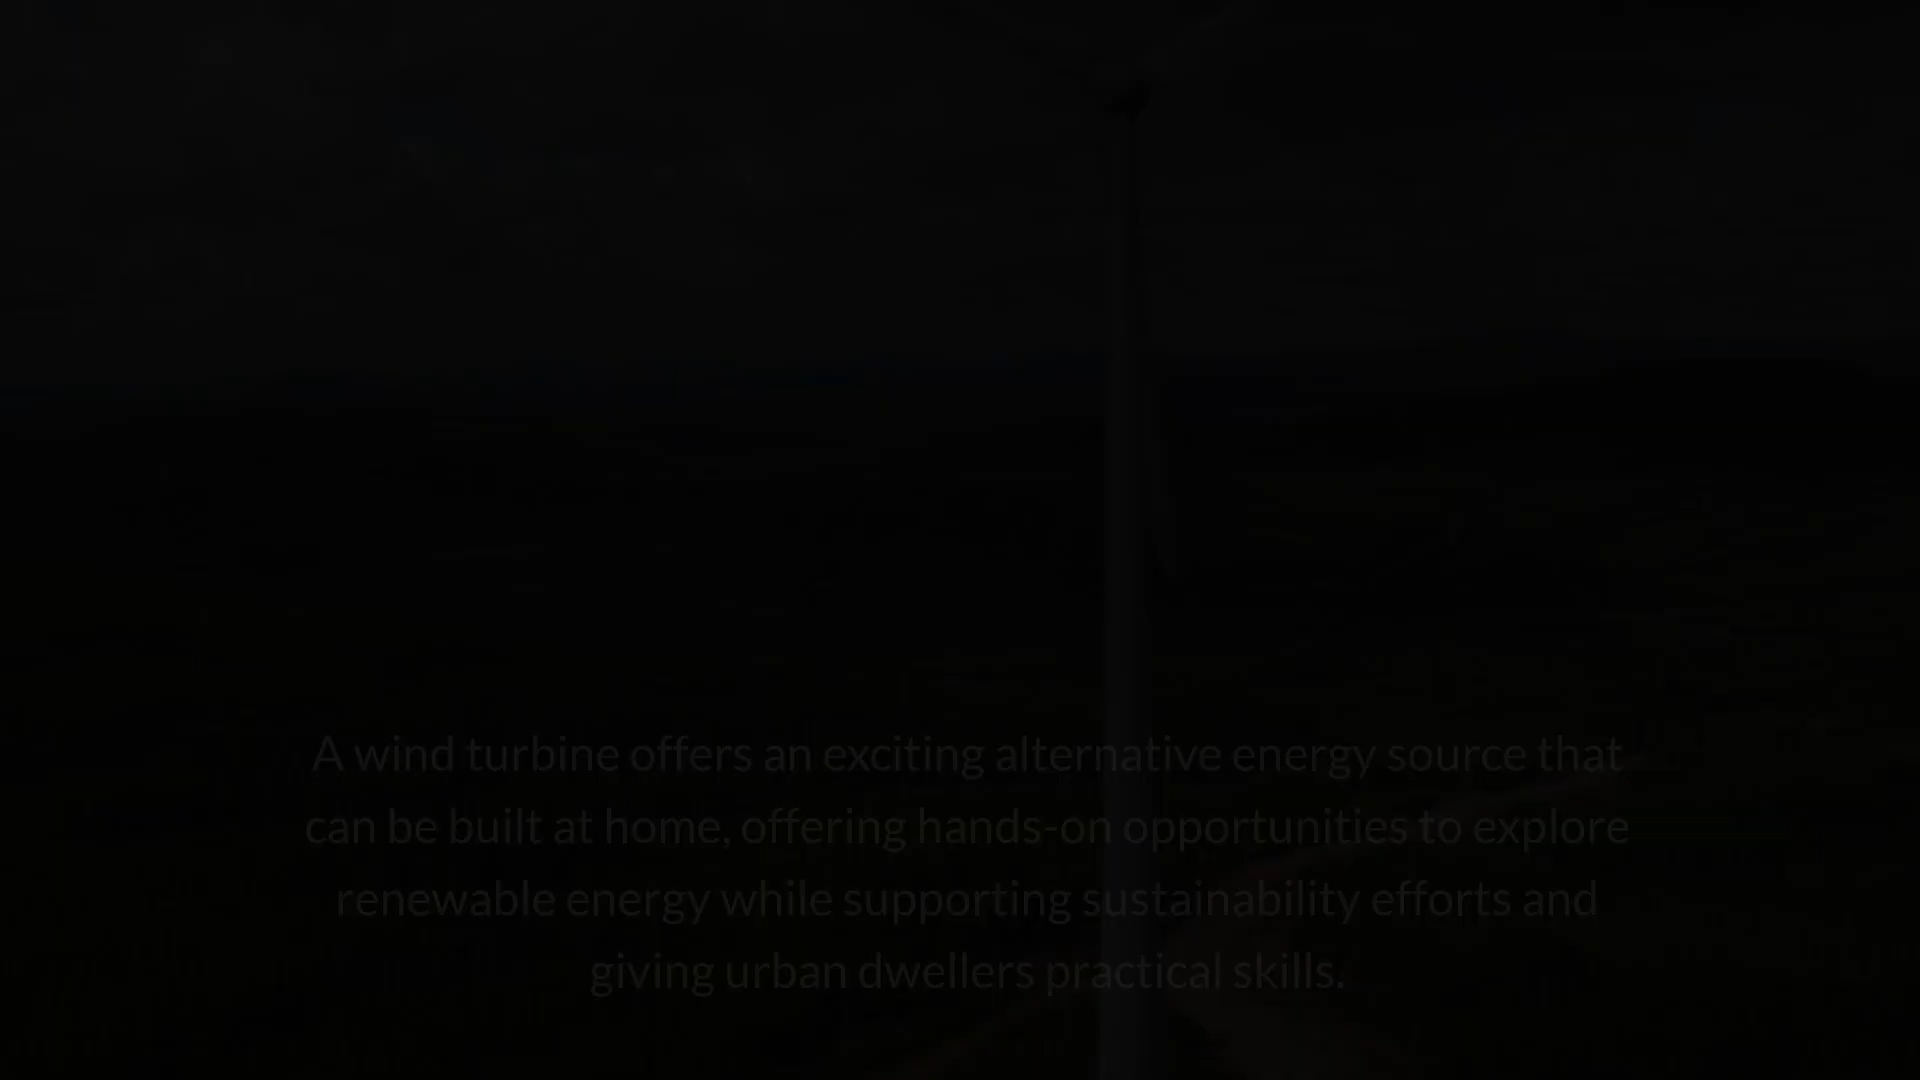 A wind turbine offers an exciting alternative energy source that
can be built at home, offering hands-on opportunities to explore
renewable energy while supporting sustainability efforts and
giving urban dwellers practical skills.